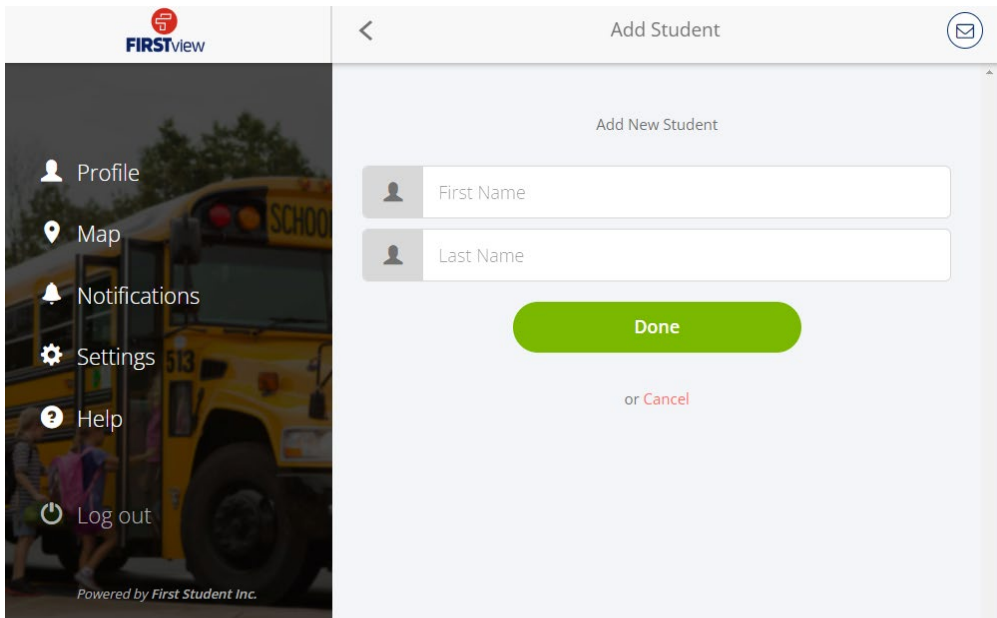 FIRSTview
Profile
Map
Notifications
Settings
Help
Log out
Powered by First Student Inc.
SCHOOL
513
Add Student
Add New Student
First Name
Last Name
Done
or Cancel